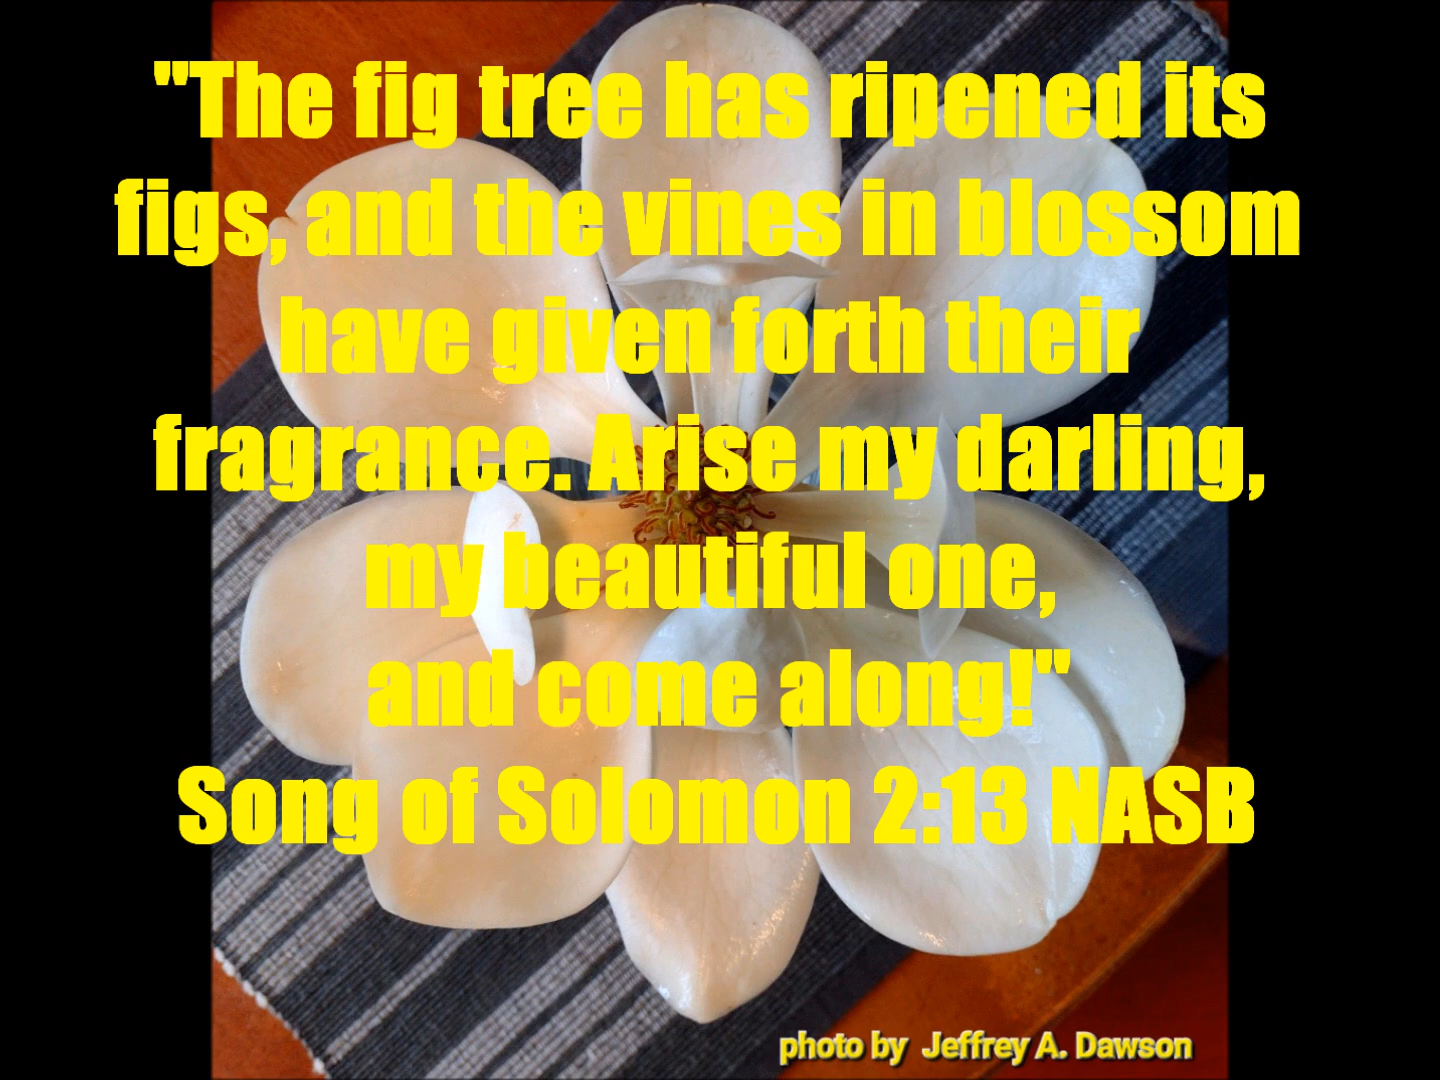 "The fig tree has ripened its
figs, and the vines in blossom
have given forth their
fragrance. Arise my darling,
my beautiful one,
and come along!"
Song of Solomon 2:13 NASB
photo by Jeffrey A. Dawson